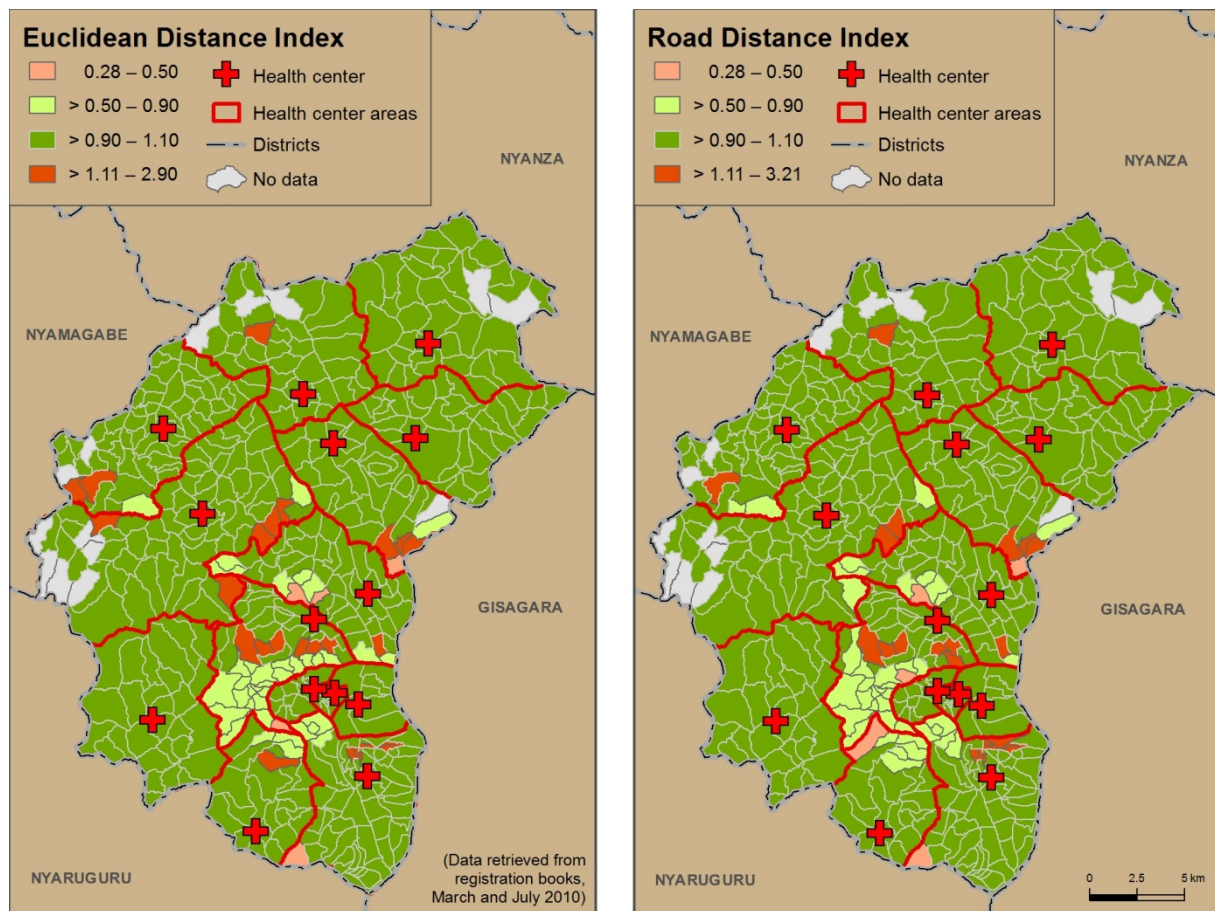 Euclidean Distance Index
0.28 – 0.50
> 0.50 – 0.90
> 0.90 – 1.10
> 1.11 – 2.90
Health center
Health center areas
Districts
No data
NYANZA
NYAMAGABE
GISAGARA
NYARUGURU
(Data retrieved from
registration books,
March and July 2010)
Road Distance Index
0.28 – 0.50
> 0.50 – 0.90
> 0.90 – 1.10
> 1.11 – 3.21
Health center
Health center areas
Districts
No data
NYANZA
NYAMAGABE
GISAGARA
NYARUGURU
0 2.5 5 km